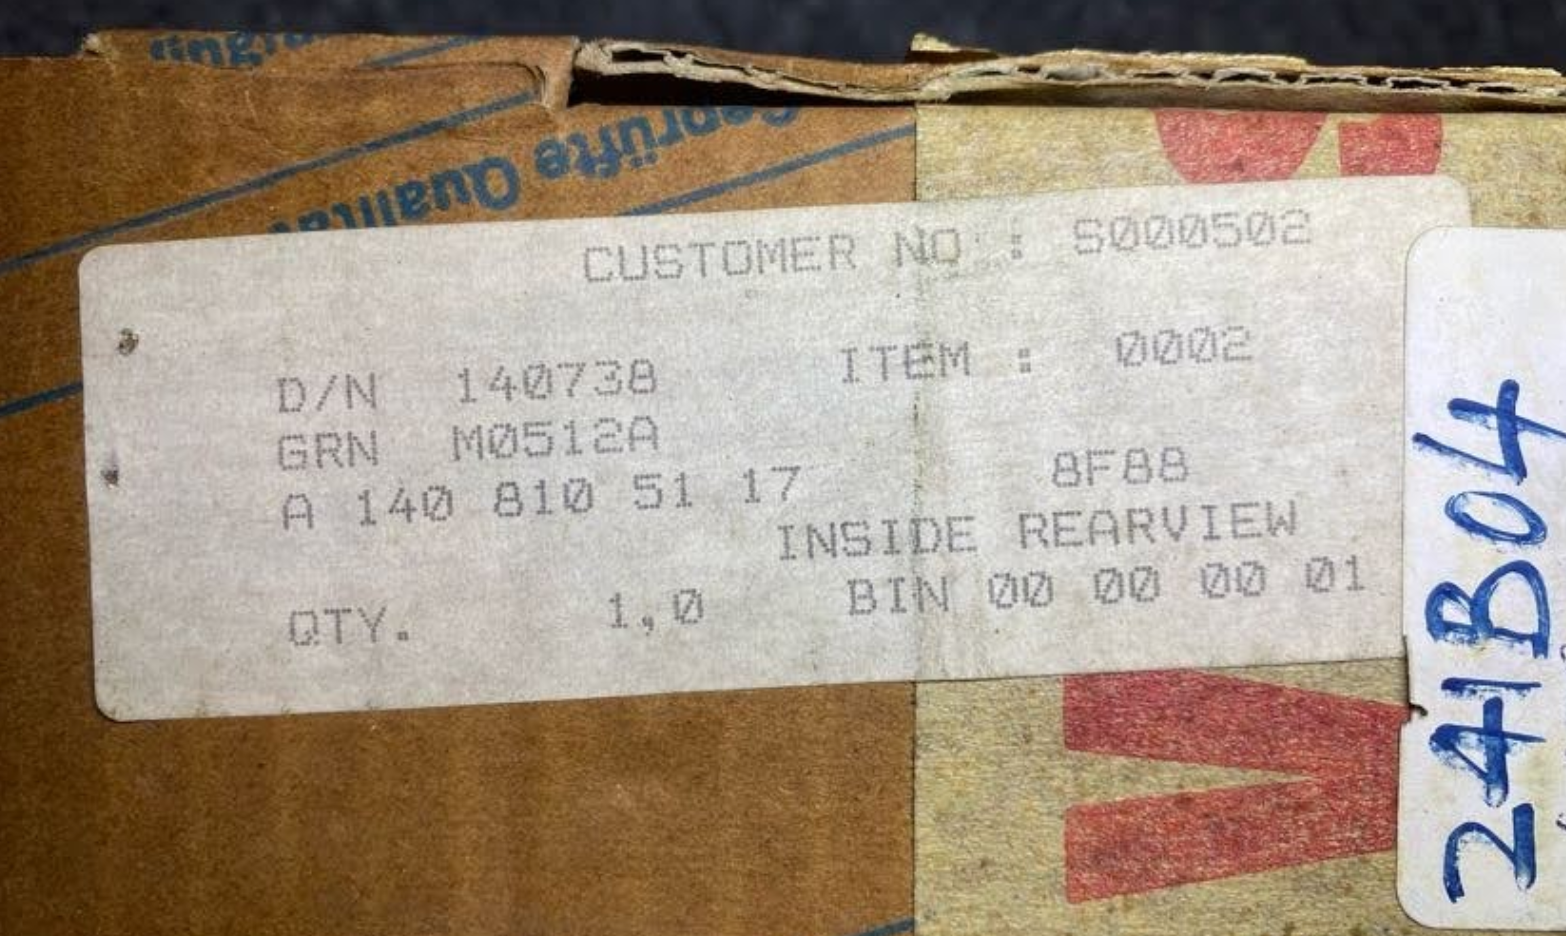 Geprüfte Qualität
CUSTOMER NO : S000502
D/N 140738 ITEM : 0002
GRN M0512A
A 140 810 51 17 8F88
INSIDE REARVIEW
QTY. 1,0 BIN 00 00 00 01
241B04